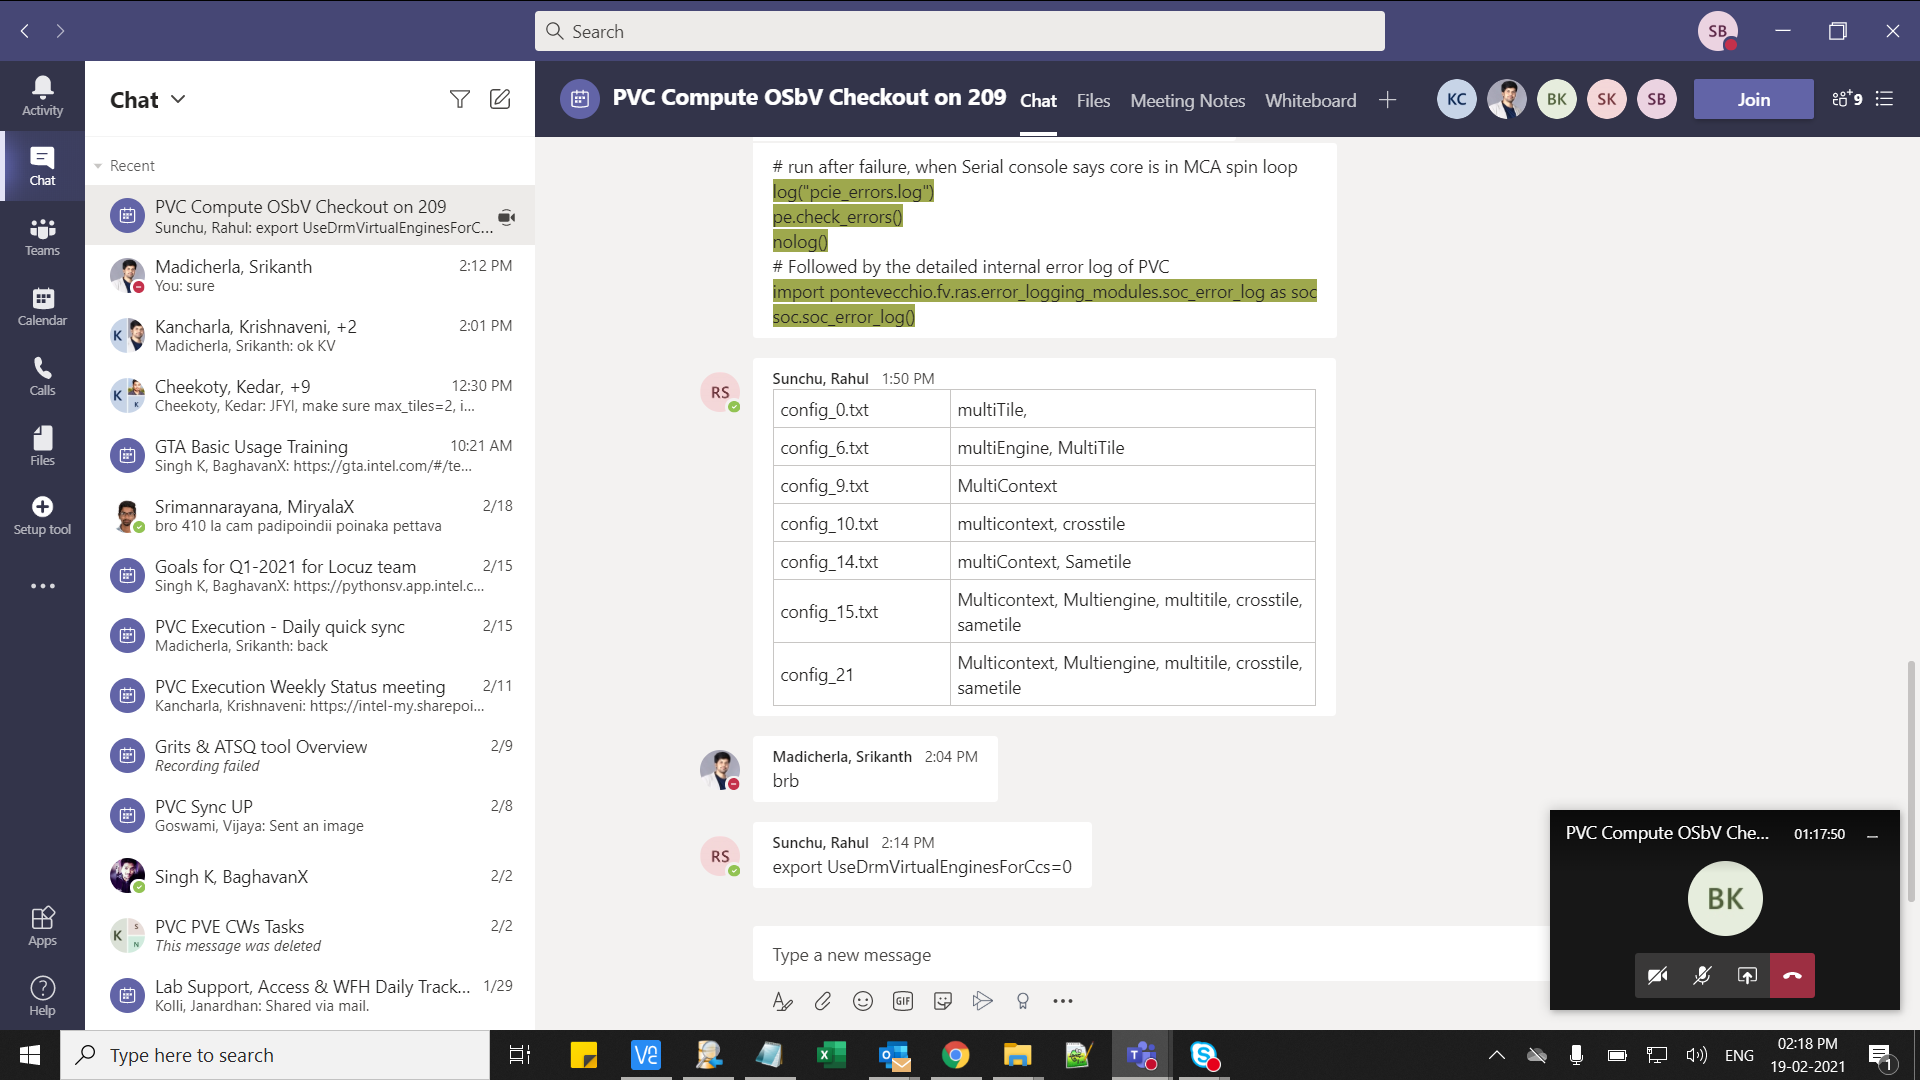 Search
SB
Activity
Chat
Teams
Calendar
Calls
Files
Setup tool
Apps
Help
Chat
Recent
PVC Compute OSbV Checkout on 209
Sunchu, Rahul: export UseDrmVirtualEnginesForC...
Madicherla, Srikanth 2:12 PM
You: sure
K
Kancharla, Krishnaveni, +2 2:01 PM
Madicherla, Srikanth: ok KV
K
K
Cheekoty, Kedar, +9 12:30 PM
Cheekoty, Kedar: JFYI, make sure max_tiles=2, i...
GTA Basic Usage Training 10:21 AM
Singh K, BaghavanX: https://gta.intel.com/#/te...
Srimannarayana, MiryalaX 2/18
bro 410 la cam padipoindii poinaka pettava
Goals for Q1-2021 for Locuz team 2/15
Singh K, BaghavanX: https://pythonsv.app.intel.c...
PVC Execution - Daily quick sync 2/15
Madicherla, Srikanth: back
PVC Execution Weekly Status meeting 2/11
Kancharla, Krishnaveni: https://intel-my.sharepoi...
Grits & ATSQ tool Overview 2/9
Recording failed
PVC Sync UP 2/8
Goswami, Vijaya: Sent an image
Singh K, BaghavanX 2/2
K S N
PVC PVE CWs Tasks 2/2
This message was deleted
Lab Support, Access & WFH Daily Track... 1/29
Kolli, Janardhan: Shared via mail.
PVC Compute OSbV Checkout on 209 Chat Files Meeting Notes Whiteboard
KC BK SK SB Join 9
# run after failure, when Serial console says core is in MCA spin loop
log("pcie_errors.log")
pe.check_errors()
nolog()
# Followed by the detailed internal error log of PVC
import pontevecchio.fv.ras.error_logging_modules.soc_error_log as soc
soc.soc_error_log()
RS
Sunchu, Rahul 1:50 PM
config_0.txt multiTile,
config_6.txt multiEngine, MultiTile
config_9.txt MultiContext
config_10.txt multicontext, crosstile
config_14.txt multiContext, Sametile
config_15.txt Multicontext, Multiengine, multitile, crosstile,
sametile
config_21 Multicontext, Multiengine, multitile, crosstile,
sametile
Madicherla, Srikanth 2:04 PM
brb
RS
Sunchu, Rahul 2:14 PM
export UseDrmVirtualEnginesForCcs=0
Type a new message
GIF
PVC Compute OSbV Che... 01:17:50
BK
Type here to search
ENG
02:18 PM
19-02-2021
1